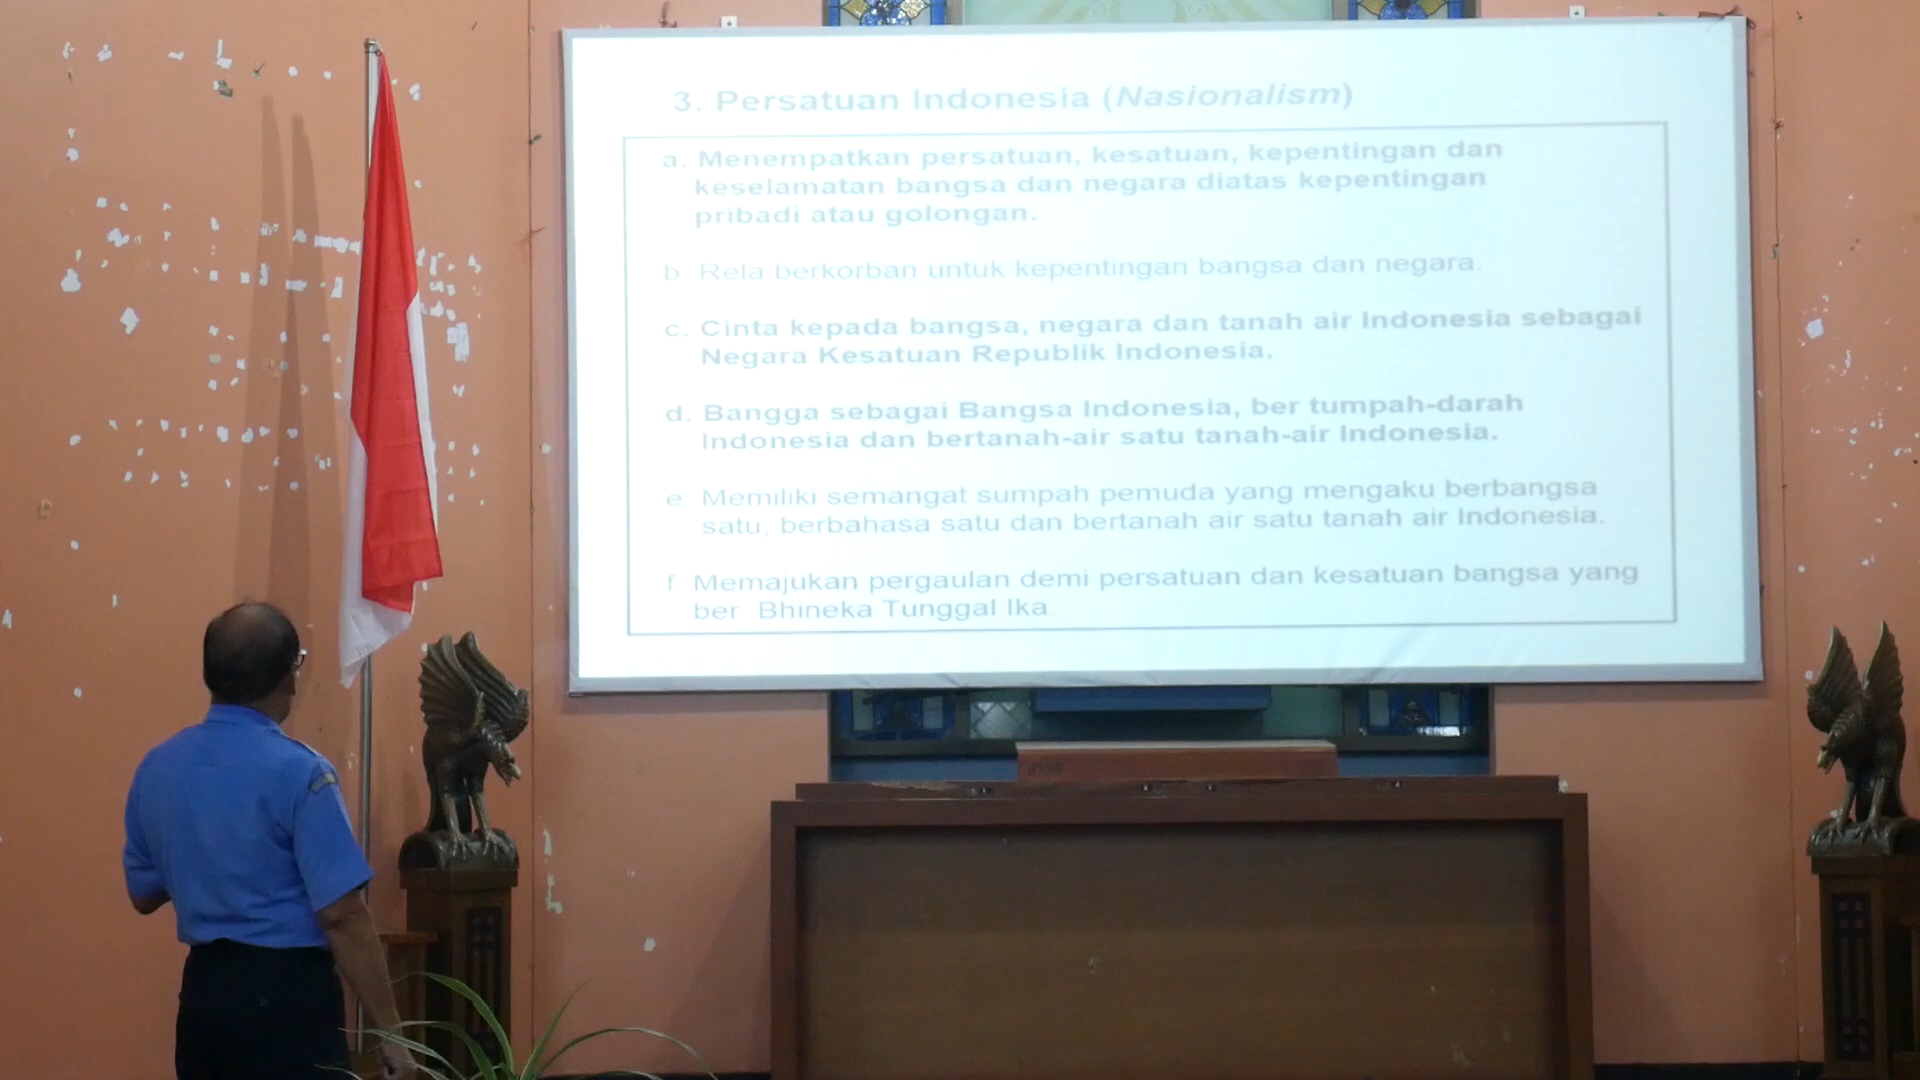 3. Persatuan Indonesia (Nasionalism)
a. Menempatkan persatuan, kesatuan, kepentingan dan
keselamatan bangsa dan negara diatas kepentingan
pribadi atau golongan.
b. Rela berkorban untuk kepentingan bangsa dan negara.
c. Cinta kepada bangsa, negara dan tanah air Indonesia sebagai
Negara Kesatuan Republik Indonesia.
d. Bangga sebagai Bangsa Indonesia, ber tumpah-darah
Indonesia dan bertanah-air satu tanah-air Indonesia.
e. Memiliki semangat sumpah pemuda yang mengaku berbangsa
satu, berbahasa satu dan bertanah air satu tanah air Indonesia.
f. Memajukan pergaulan demi persatuan dan kesatuan bangsa yang
ber Bhineka Tunggal Ika.